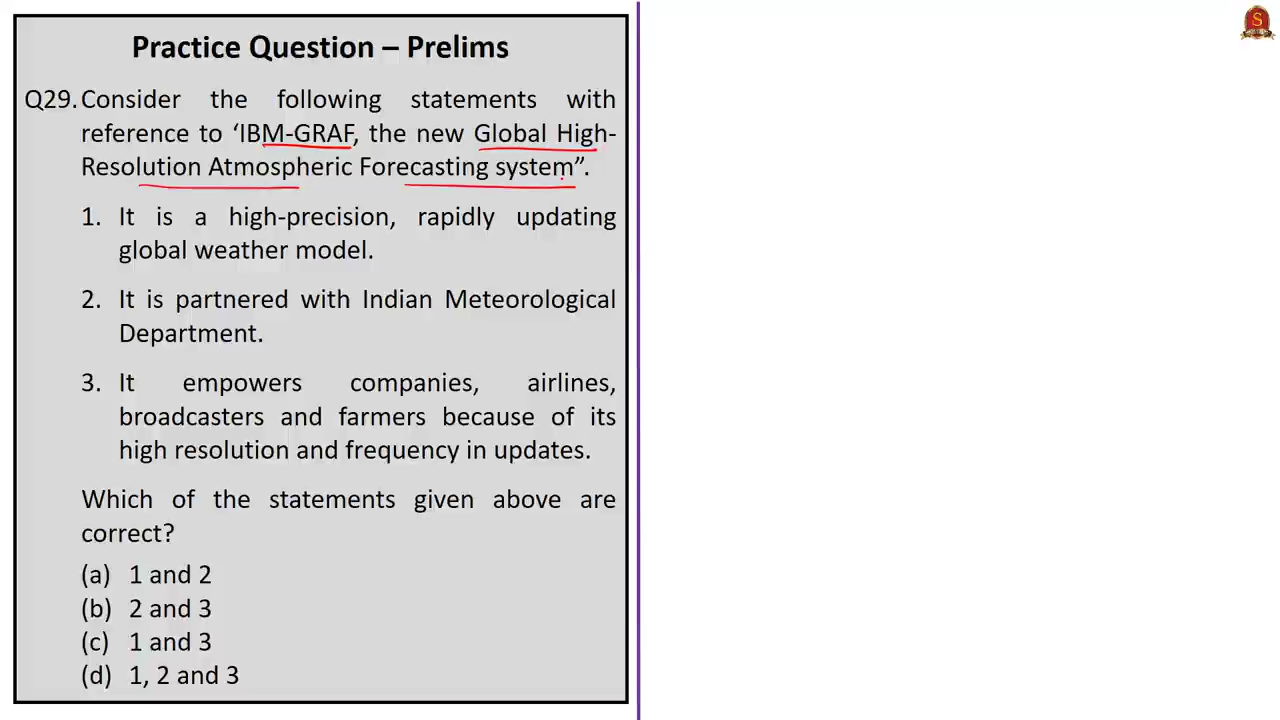 Practice Question – Prelims
Q29. Consider the following statements with
reference to ‘IBM-GRAF, the new Global High-
Resolution Atmospheric Forecasting system”.
1. It is a high-precision, rapidly updating
global weather model.
2. It is partnered with Indian Meteorological
Department.
3. It empowers companies, airlines,
broadcasters and farmers because of its
high resolution and frequency in updates.
Which of the statements given above are
correct?
(a) 1 and 2
(b) 2 and 3
(c) 1 and 3
(d) 1, 2 and 3
S